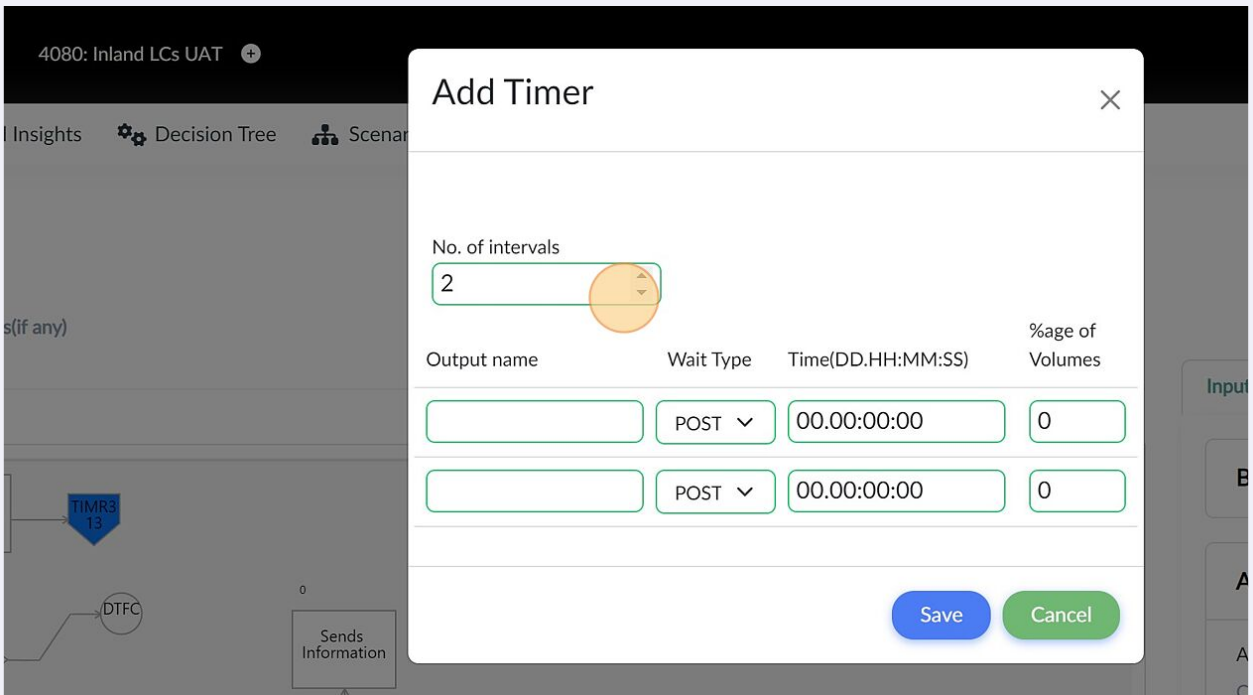 4080: Inland LCs UAT
Add Timer
Insights
Decision Tree
Scenar
No. of intervals
2
s(if any)
Output name
Wait Type
Time(DD.HH:MM:SS)
%age of
Volumes
POST
00.00:00:00
0
POST
00.00:00:00
0
Input
B
TIMR3
13
A
DTFC
0
Sends
Information
Save
Cancel
A